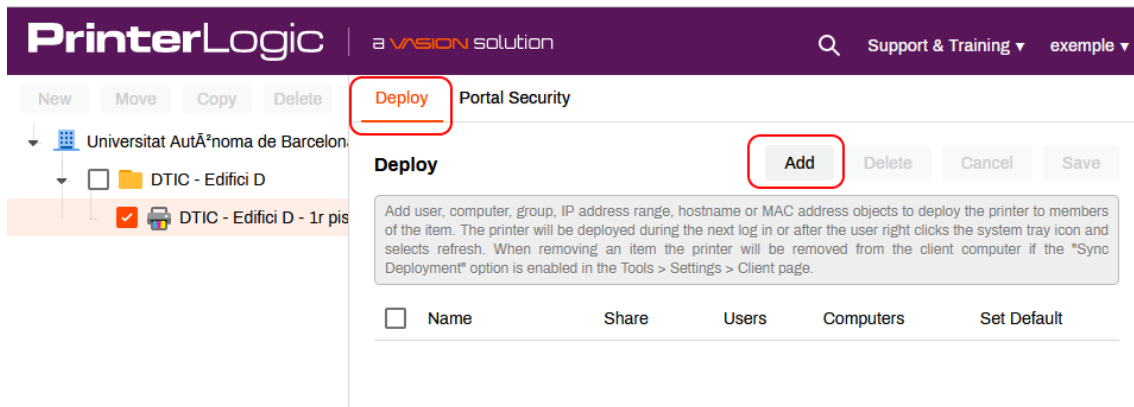 PrinterLogic a VASION solution Support & Training exemple
New Move Copy Delete Deploy Portal Security
Universitat AutÃ²noma de Barcelon
DTIC - Edifici D
DTIC - Edifici D - 1r pis
Deploy Add Delete Cancel Save
Add user, computer, group, IP address range, hostname or MAC address objects to deploy the printer to members
of the item. The printer will be deployed during the next log in or after the user right clicks the system tray icon and
selects refresh. When removing an item the printer will be removed from the client computer if the "Sync
Deployment" option is enabled in the Tools > Settings > Client page.
Name Share Users Computers Set Default